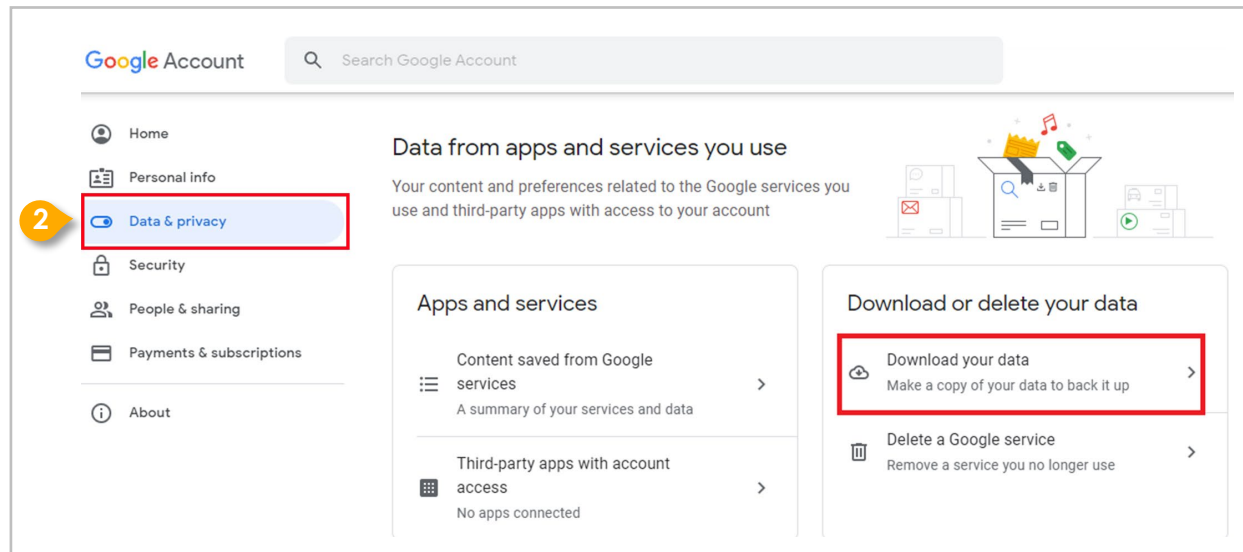 Google Account
Search Google Account
Home
Personal info
2
Data & privacy
Security
People & sharing
Payments & subscriptions
About
Data from apps and services you use
Your content and preferences related to the Google services you
use and third-party apps with access to your account
Apps and services
Content saved from Google
services
A summary of your services and data
Third-party apps with account
access
No apps connected
Download or delete your data
Download your data
Make a copy of your data to back it up
Delete a Google service
Remove a service you no longer use